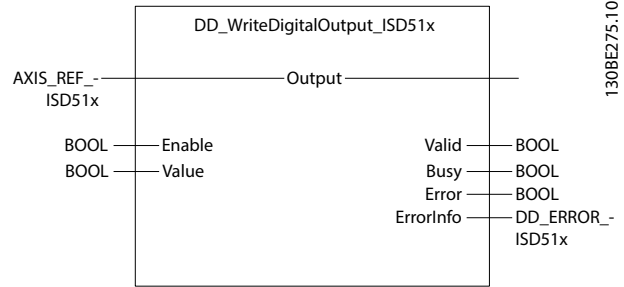 DD_WriteDigitalOutput_ISD51x
AXIS_REF_-
ISD51x
Output
BOOL Enable Valid BOOL
BOOL Value Busy BOOL
Error BOOL
ErrorInfo DD_ERROR_-
ISD51x
130BE275.10